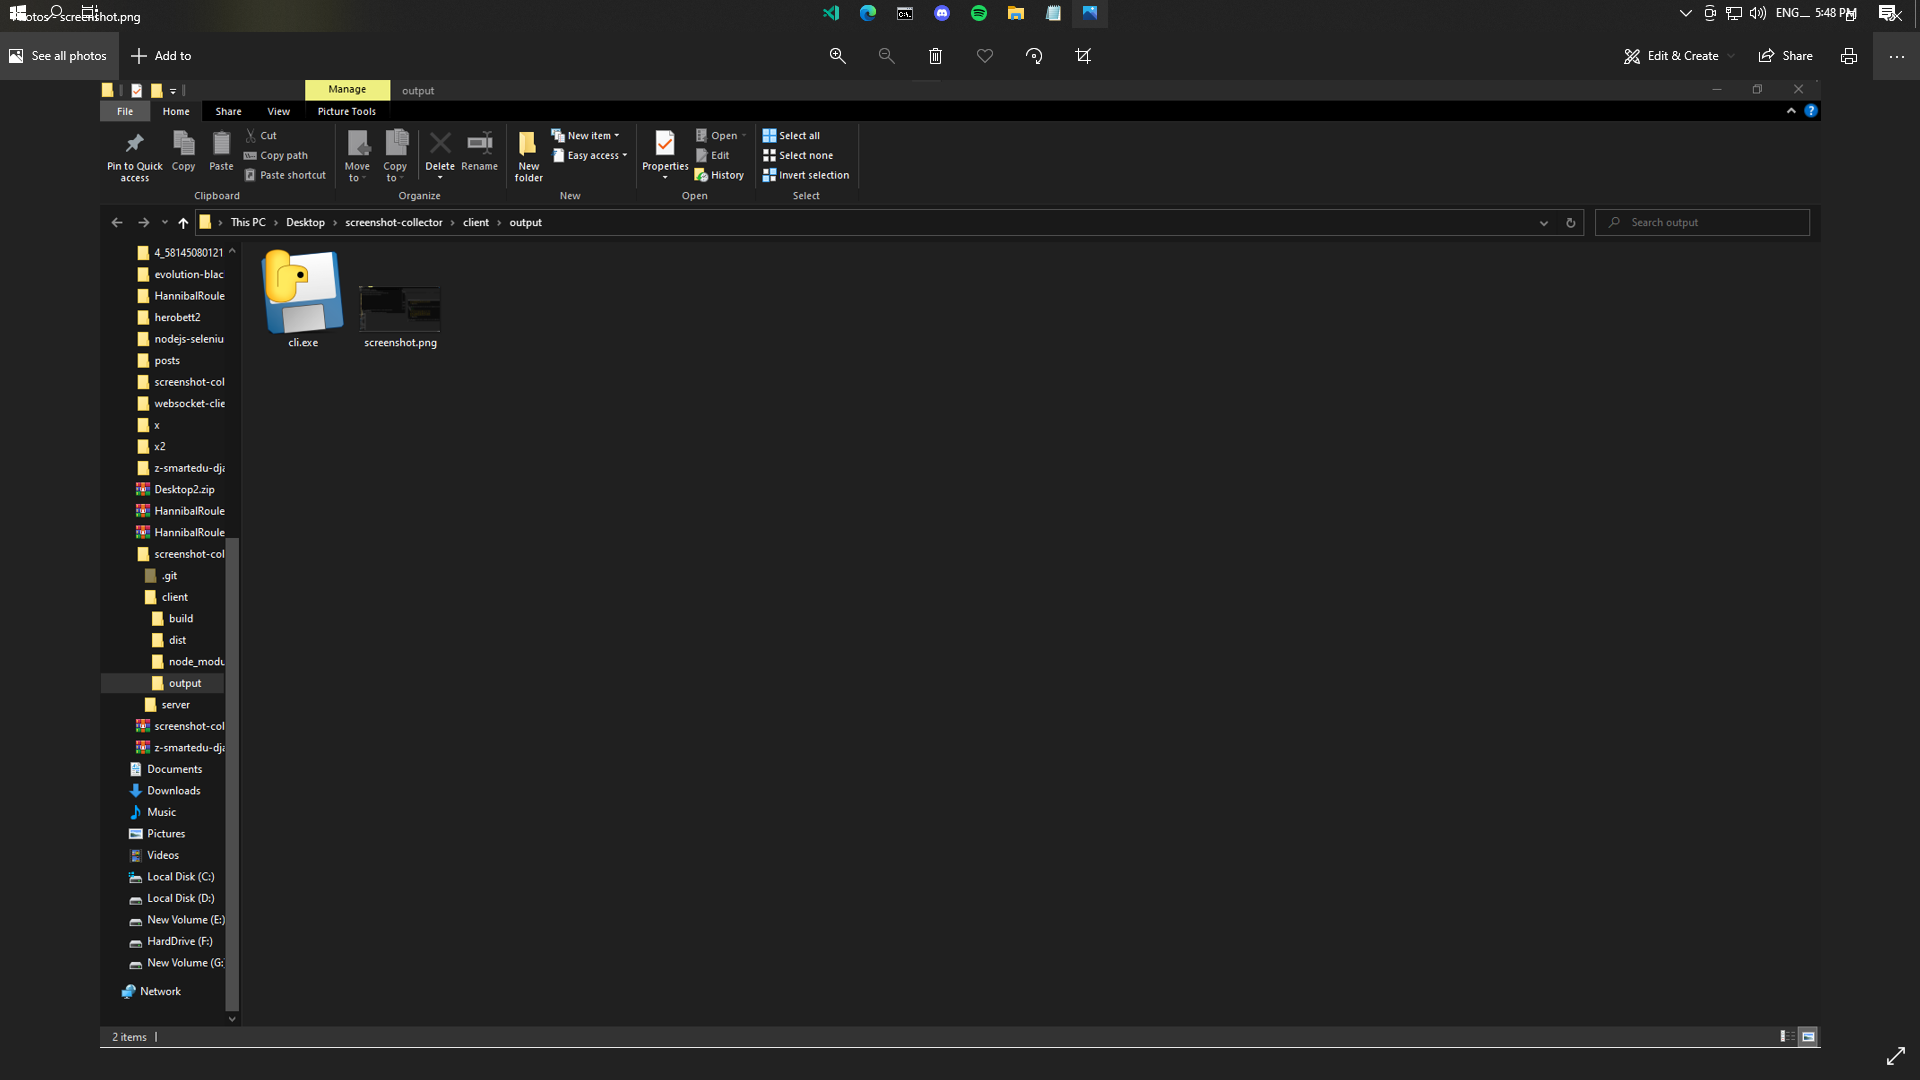 Photos - screenshot.png
ENG
5:48 PM
See all photos
Add to
Edit & Create
Share
Manage
output
File
Home
Share
View
Picture Tools
Pin to Quick access
Copy
Paste
Cut
Copy path
Paste shortcut
Clipboard
Move to
Copy to
Delete
Rename
Organize
New folder
New item
Easy access
New
Properties
Open
Edit
History
Open
Select all
Select none
Invert selection
Select
This PC > Desktop > screenshot-collector > client > output
Search output
4_58145080121
evolution-blac
HannibalRoule
herobett2
nodejs-seleniu
posts
screenshot-col
websocket-clie
x
x2
z-smartedu-dja
Desktop2.zip
HannibalRoule
HannibalRoule
screenshot-col
.git
client
build
dist
node_modu
output
server
screenshot-col
z-smartedu-dja
Documents
Downloads
Music
Pictures
Videos
Local Disk (C:)
Local Disk (D:)
New Volume (E:)
HardDrive (F:)
New Volume (G:
Network
cli.exe
screenshot.png
2 items